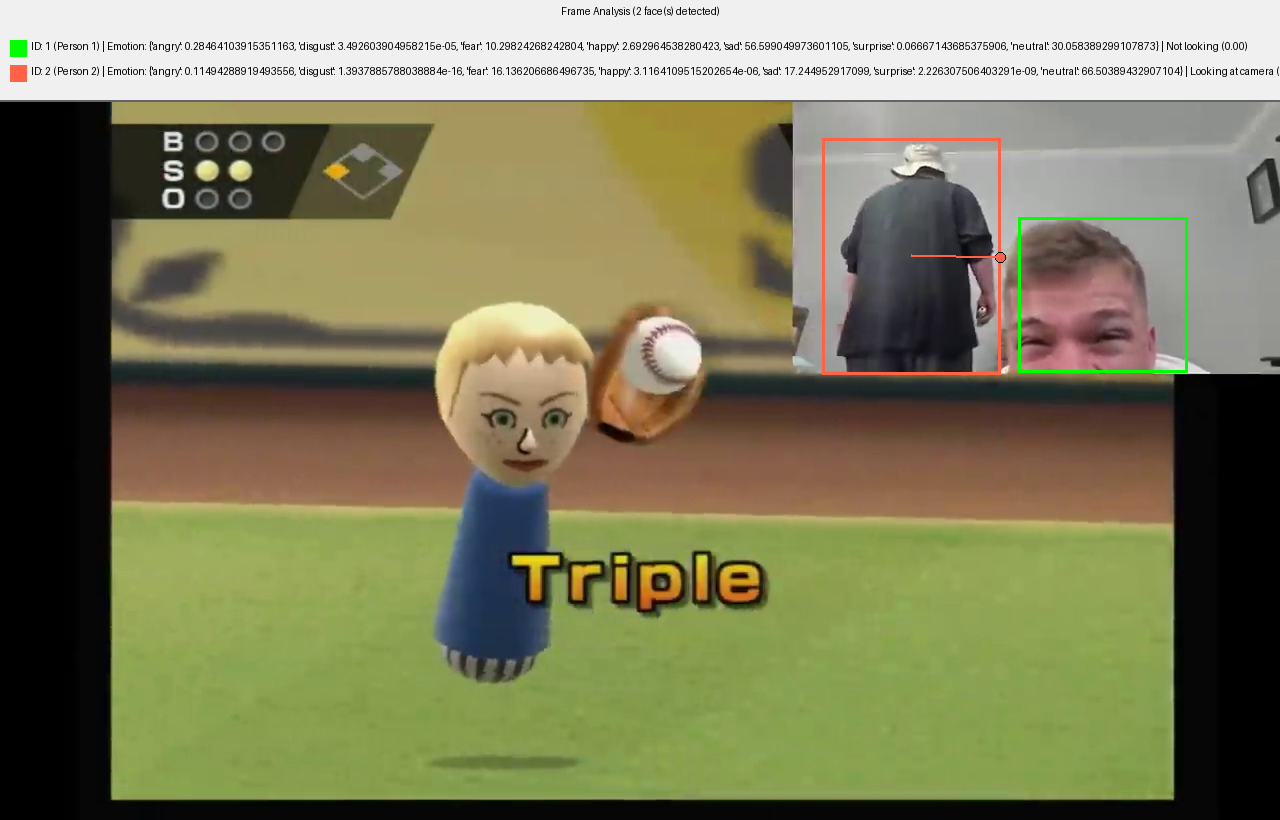 Frame Analysis (2 face(s) detected)
ID: 1 (Person 1) | Emotion: {'angry': 0.28464103915351163, 'disgust': 3.492603904958215e-05, 'fear': 10.29824268242804, 'happy': 2.692964538280423, 'sad': 56.599049973601105, 'surprise': 0.06667143685375906, 'neutral': 30.058389299107873} | Not looking (0.00)
ID: 2 (Person 2) | Emotion: {'angry': 0.11494288919493556, 'disgust': 1.3937885788038884e-16, 'fear': 16.136206686496735, 'happy': 3.1164109515202654e-06, 'sad': 17.244952917099, 'surprise': 2.226307506403291e-09, 'neutral': 66.50389432907104} | Looking at camera (
B
S
O
Triple